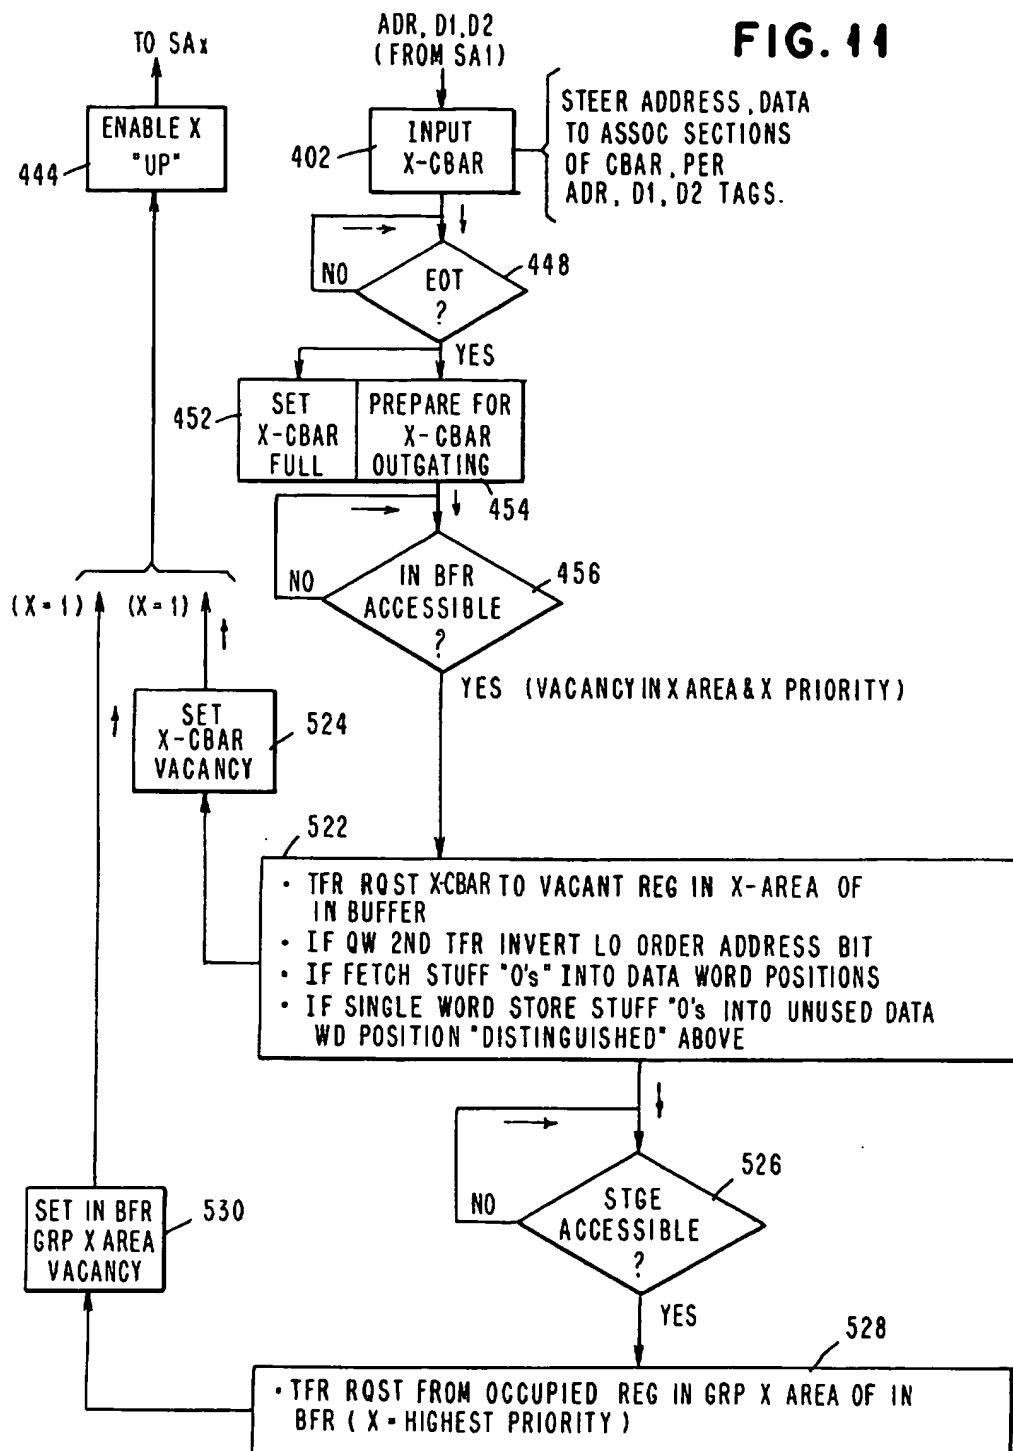 FIG. 11
TO SAx
ADR, D1, D2
(FROM SA1)
ENABLE X
"UP"
444
INPUT
X-CBAR
402
STEER ADDRESS, DATA
TO ASSOC SECTIONS
OF CBAR, PER
ADR, D1, D2 TAGS.
EOT
?
448
NO
YES
SET
X-CBAR
FULL
452
PREPARE FOR
X-CBAR
OUTGATING
454
IN BFR
ACCESSIBLE
?
456
NO
YES (VACANCY IN X AREA & X PRIORITY)
(X=1)
(X=1)
SET
X-CBAR
VACANCY
524
522
• TFR RQST X-CBAR TO VACANT REG IN X-AREA OF
IN BUFFER
• IF QW 2ND TFR INVERT LO ORDER ADDRESS BIT
• IF FETCH STUFF "0's" INTO DATA WORD POSITIONS
• IF SINGLE WORD STORE STUFF "0's INTO UNUSED DATA
WD POSITION "DISTINGUISHED" ABOVE
STGE
ACCESSIBLE
?
526
NO
YES
SET IN BFR
GRP X AREA
VACANCY
530
528
• TFR RQST FROM OCCUPIED REG IN GRP X AREA OF IN
BFR ( X = HIGHEST PRIORITY)